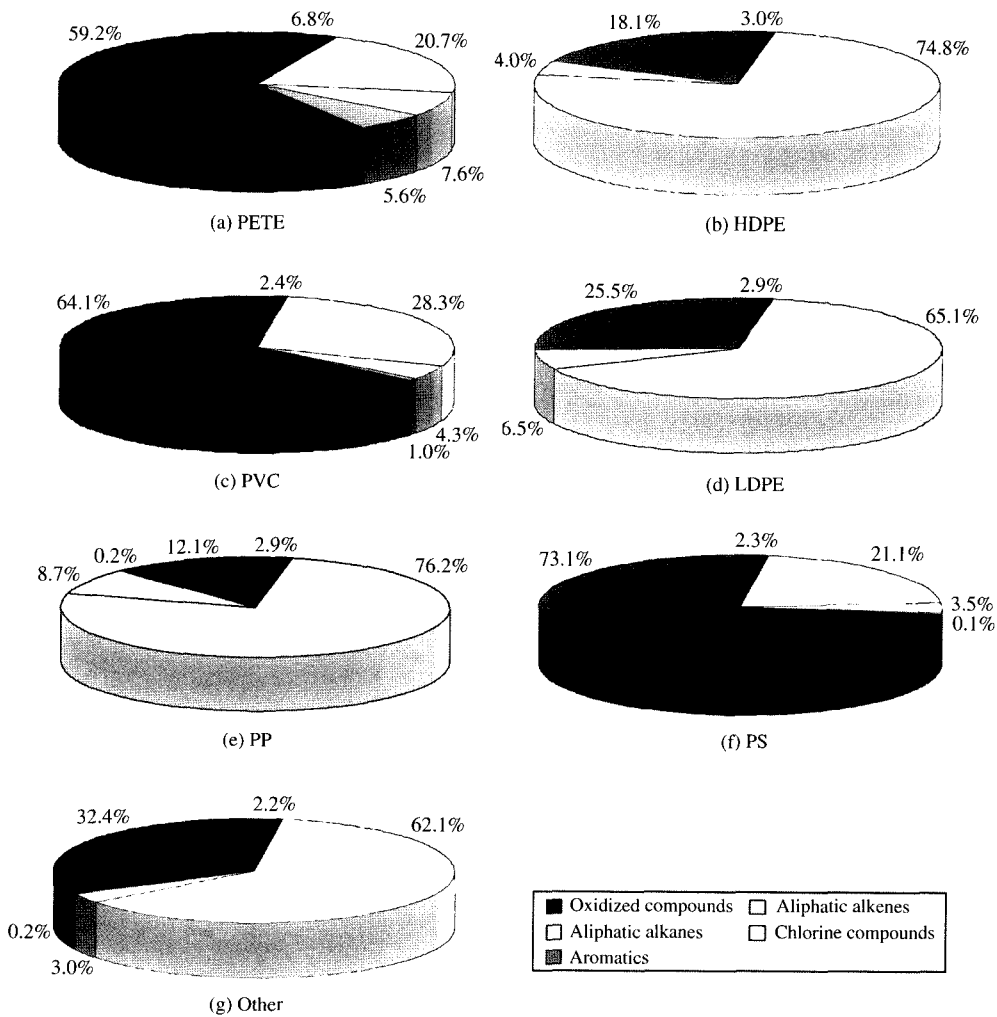 59.2%
6.8%
20.7%
7.6%
5.6%
(a) PETE
4.0%
18.1%
3.0%
74.8%
(b) HDPE
64.1%
2.4%
28.3%
4.3%
1.0%
(c) PVC
25.5%
2.9%
65.1%
6.5%
(d) LDPE
8.7%
0.2%
12.1%
2.9%
76.2%
(e) PP
73.1%
2.3%
21.1%
3.5%
0.1%
(f) PS
32.4%
2.2%
62.1%
0.2%
3.0%
(g) Other
Oxidized compounds
Aliphatic alkenes
Aliphatic alkanes
Chlorine compounds
Aromatics